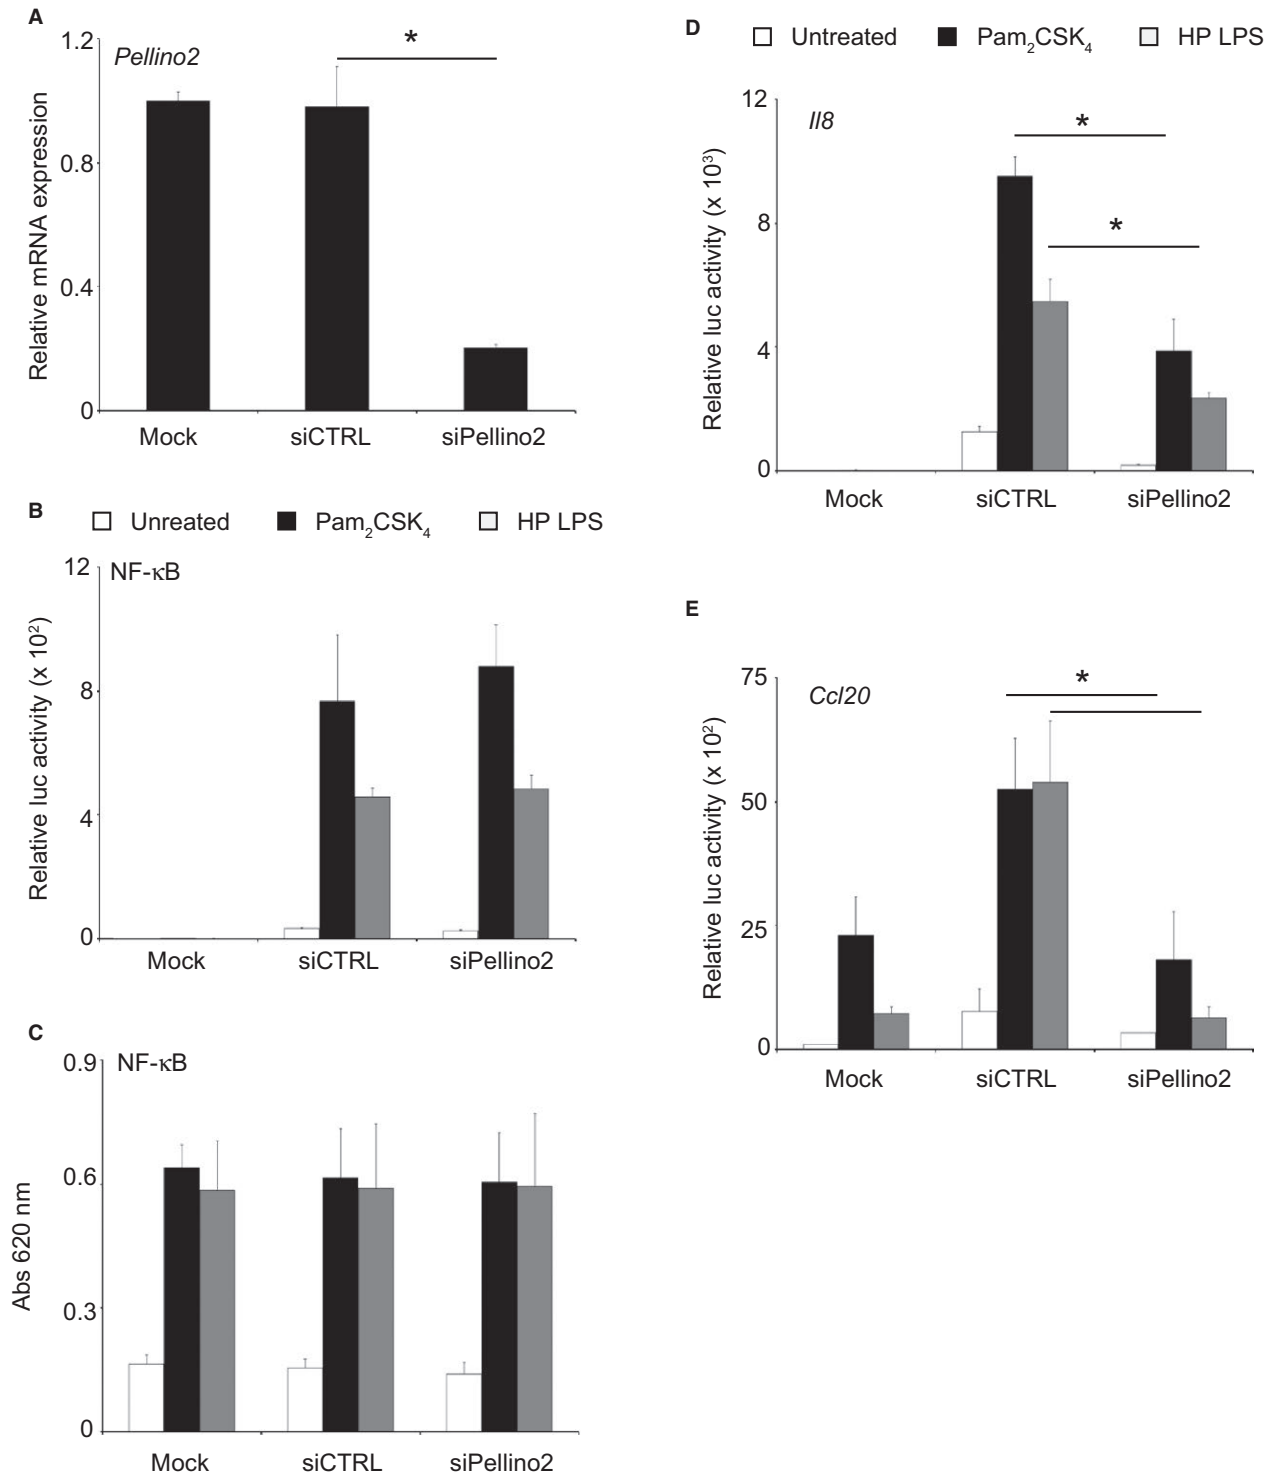 A
Pellino2
*
1.2
0.8
0.4
0
Relative mRNA expression
Mock siCTRL siPellino2
B
Unreated Pam2CSK4 HP LPS
NF-κB
12
8
4
0
Relative luc activity (x 10²)
Mock siCTRL siPellino2
C
NF-κB
0.9
0.6
0.3
0
Abs 620 nm
Mock siCTRL siPellino2
D
Untreated Pam2CSK4 HP LPS
Il8
*
*
12
8
4
0
Relative luc activity (x 10³)
Mock siCTRL siPellino2
E
Ccl20
*
75
50
25
0
Relative luc activity (x 10²)
Mock siCTRL siPellino2